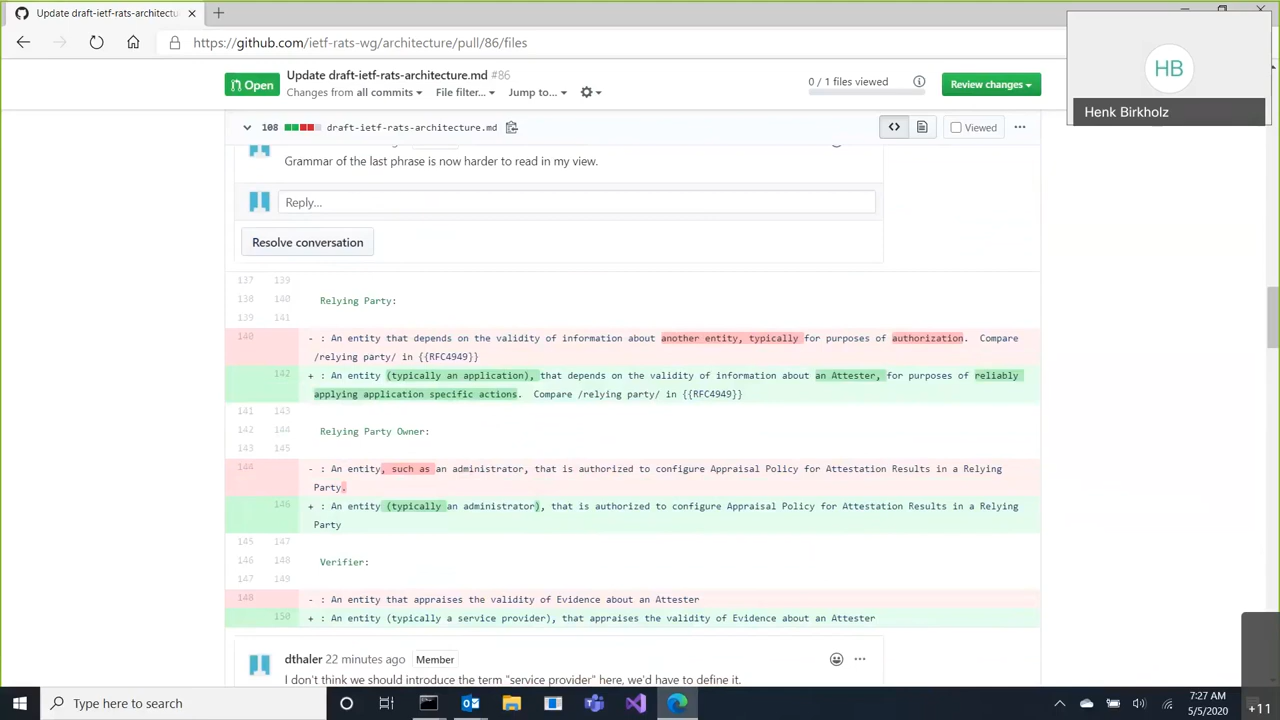 Update draft-ietf-rats-architectu
https://github.com/ietf-rats-wg/architecture/pull/86/files
HB
Henk Birkholz
Open
Update draft-ietf-rats-architecture.md #86
Changes from all commits
File filter...
Jump to...
0 / 1 files viewed
Review changes
108
draft-ietf-rats-architecture.md
Viewed
Grammar of the last phrase is now harder to read in my view.
Reply...
Resolve conversation
137 139
138 140 Relying Party:
139 141
140 - : An entity that depends on the validity of information about another entity, typically for purposes of authorization. Compare
/relying party/ in {{RFC4949}}
142 + : An entity (typically an application), that depends on the validity of information about an Attester, for purposes of reliably
applying application specific actions. Compare /relying party/ in {{RFC4949}}
141 143
142 144 Relying Party Owner:
143 145
144 - : An entity, such as an administrator, that is authorized to configure Appraisal Policy for Attestation Results in a Relying
Party.
146 + : An entity (typically an administrator), that is authorized to configure Appraisal Policy for Attestation Results in a Relying
Party
145 147
146 148 Verifier:
147 149
148 - : An entity that appraises the validity of Evidence about an Attester
150 + : An entity (typically a service provider), that appraises the validity of Evidence about an Attester
dthaler 22 minutes ago Member
I don't think we should introduce the term "service provider" here, we'd have to define it.
Type here to search
7:27 AM
5/5/2020
+11